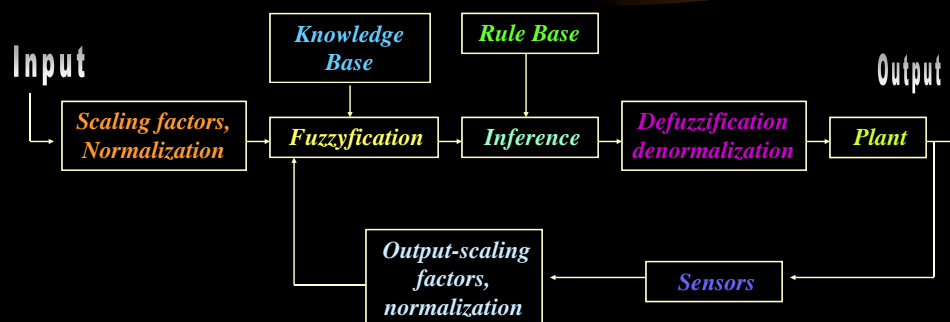 Input
Knowledge
Base
Rule Base
Output
Scaling factors,
Normalization
Fuzzyfication
Inference
Defuzzification
denormalization
Plant
Output-scaling
factors,
normalization
Sensors